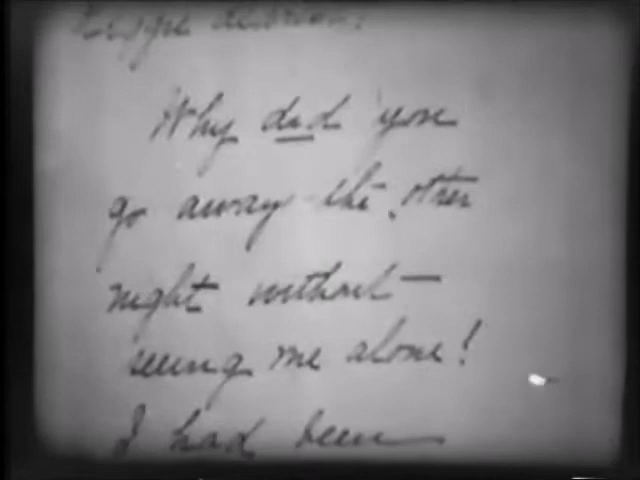 Why did you
go away the other
night without
seeing me alone!
I had been